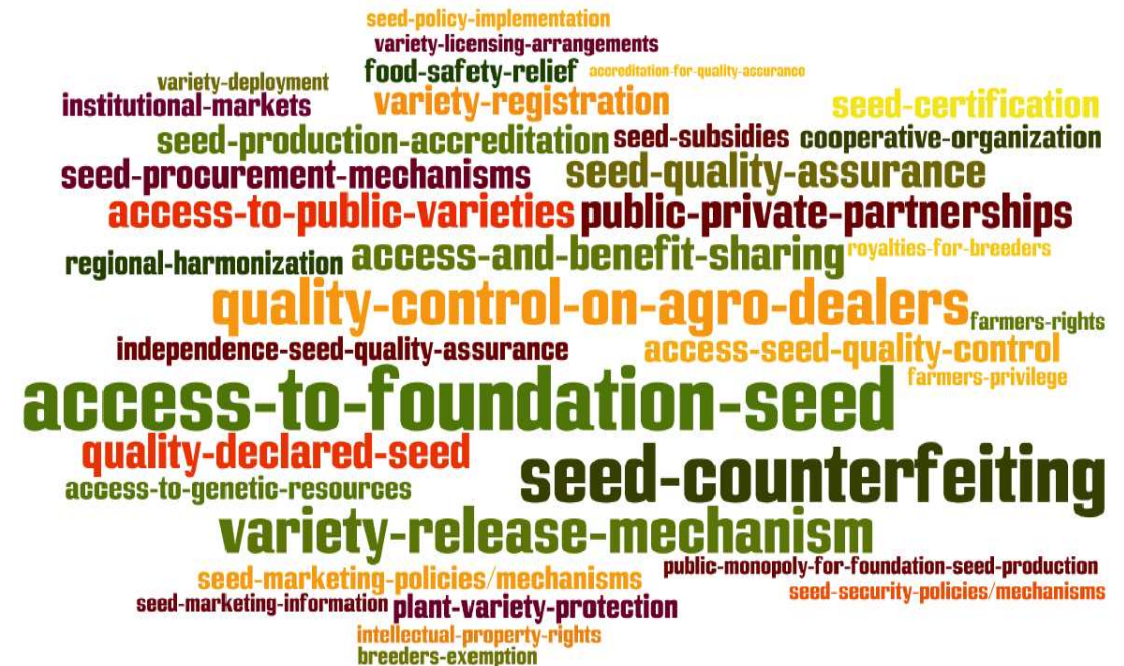 seed-policy-implementation
variety-licensing-arrangements
food-safety-relief accreditation-for-quality-assurance
variety-deployment
institutional-markets variety-registration seed-certification
seed-production-accreditation seed-subsidies cooperative-organization
seed-procurement-mechanisms seed-quality-assurance
access-to-public-varieties public-private-partnerships
regional-harmonization access-and-benefit-sharing royalties-for-breeders
quality-control-on-agro-dealers farmers-rights
independence-seed-quality-assurance access-seed-quality-control
farmers-privilege
access-to-foundation-seed
quality-declared-seed seed-counterfeiting
access-to-genetic-resources
variety-release-mechanism
public-monopoly-for-foundation-seed-production
seed-marketing-policies/mechanisms
seed-security-policies/mechanisms
seed-marketing-information plant-variety-protection
intellectual-property-rights
breeders-exemption